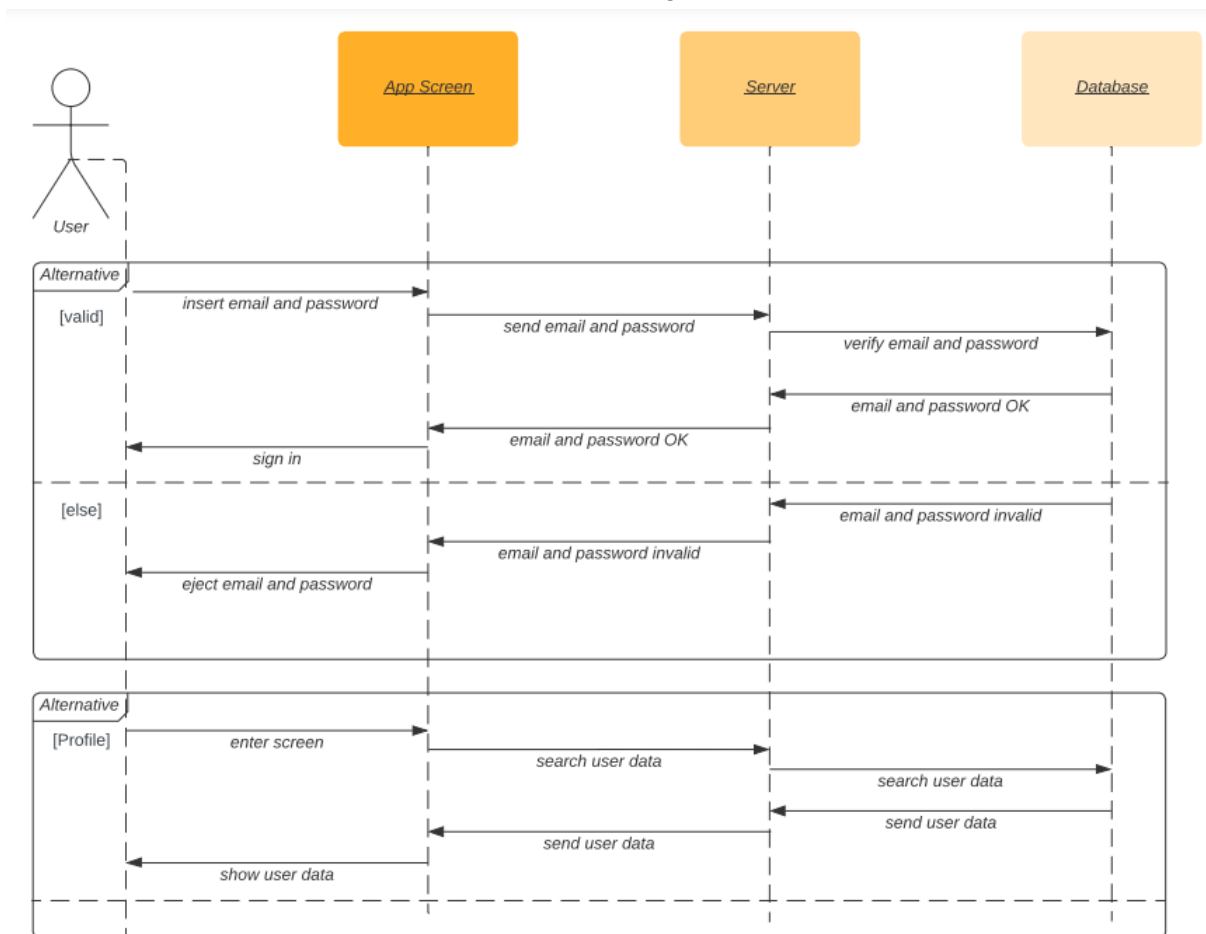 App Screen
Server
Database
User
Alternative
insert email and password
[valid]
send email and password
verify email and password
email and password OK
email and password OK
sign in
[else]
email and password invalid
email and password invalid
eject email and password
Alternative
[Profile]
enter screen
search user data
search user data
send user data
send user data
show user data